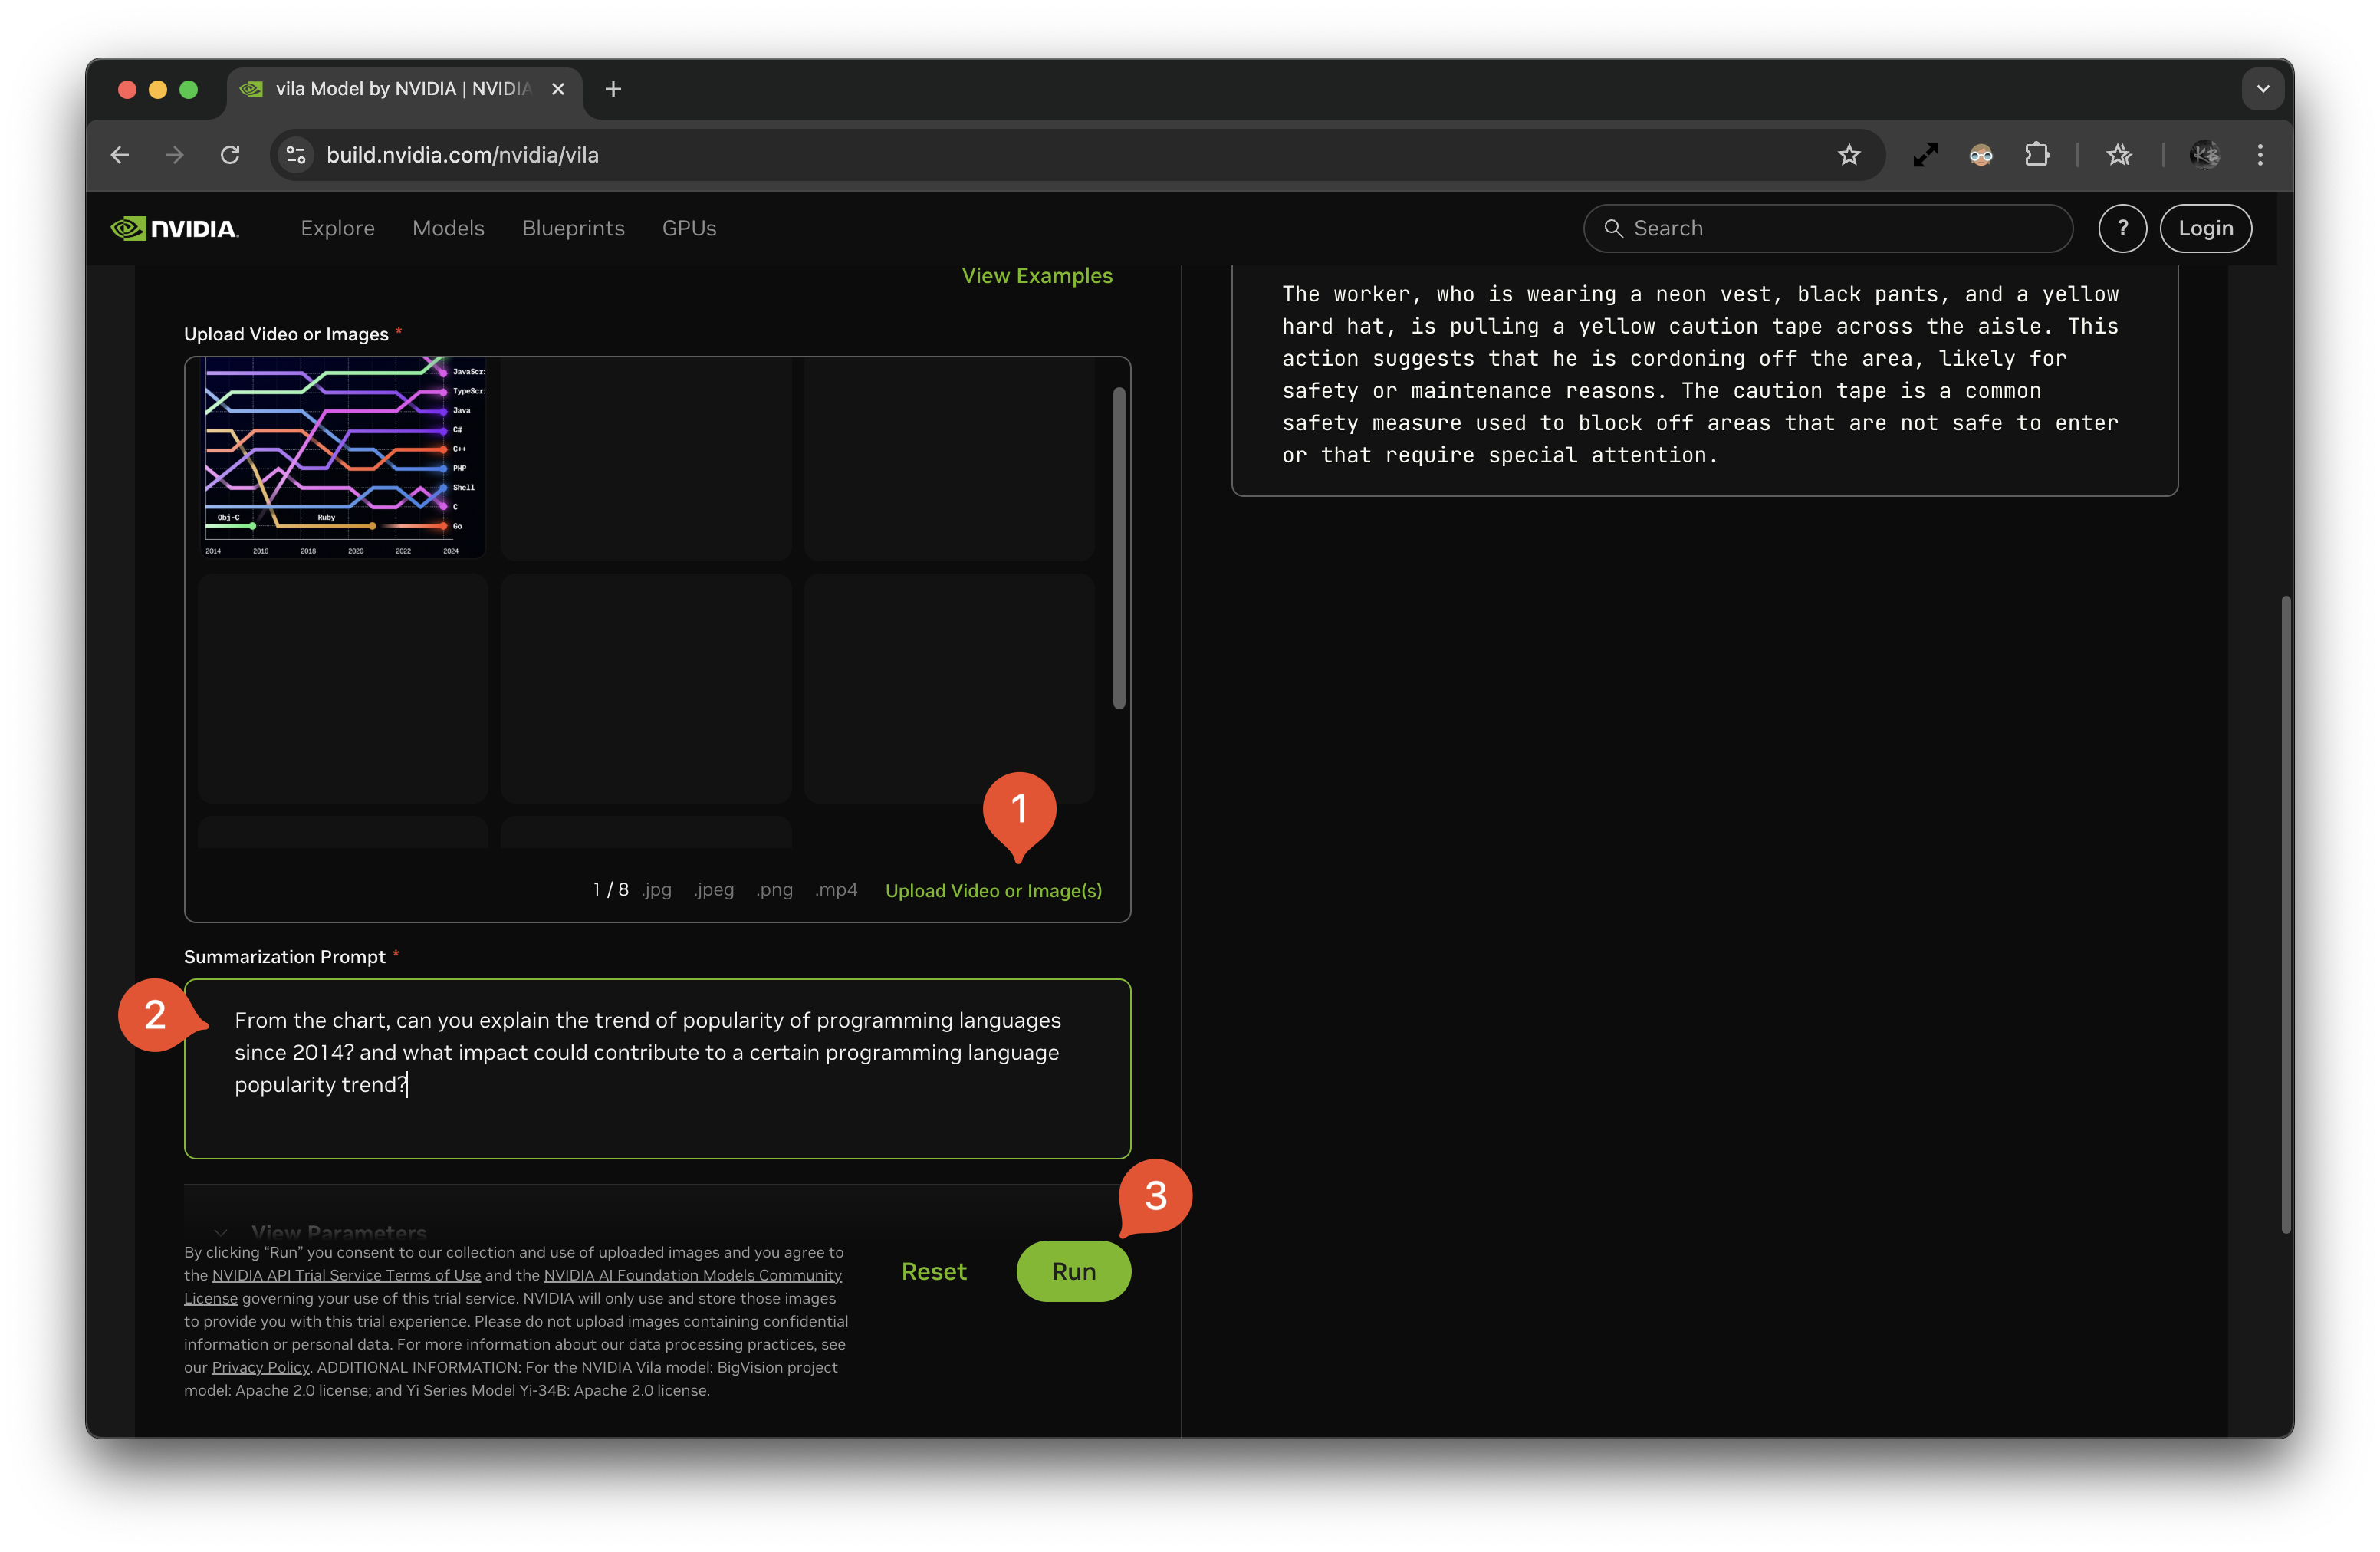 vila Model by NVIDIA | NVIDIA
build.nvidia.com/nvidia/vila
NVIDIA.
Explore
Models
Blueprints
GPUs
Search
?
Login
View Examples
Upload Video or Images *
JavaScri
TypeScri
Java
C#
C++
PHP
Shell
C
Go
Obj-C
Ruby
2014 2016 2018 2020 2022 2024
1
1 / 8 .jpg .jpeg .png .mp4 Upload Video or Image(s)
Summarization Prompt *
2
From the chart, can you explain the trend of popularity of programming languages
since 2014? and what impact could contribute to a certain programming language
popularity trend?
3
View Parameters
By clicking “Run” you consent to our collection and use of uploaded images and you agree to
the NVIDIA API Trial Service Terms of Use and the NVIDIA AI Foundation Models Community
License governing your use of this trial service. NVIDIA will only use and store those images
to provide you with this trial experience. Please do not upload images containing confidential
information or personal data. For more information about our data processing practices, see
our Privacy Policy. ADDITIONAL INFORMATION: For the NVIDIA Vila model: BigVision project
model: Apache 2.0 license; and Yi Series Model Yi-34B: Apache 2.0 license.
Reset
Run
The worker, who is wearing a neon vest, black pants, and a yellow
hard hat, is pulling a yellow caution tape across the aisle. This
action suggests that he is cordoning off the area, likely for
safety or maintenance reasons. The caution tape is a common
safety measure used to block off areas that are not safe to enter
or that require special attention.